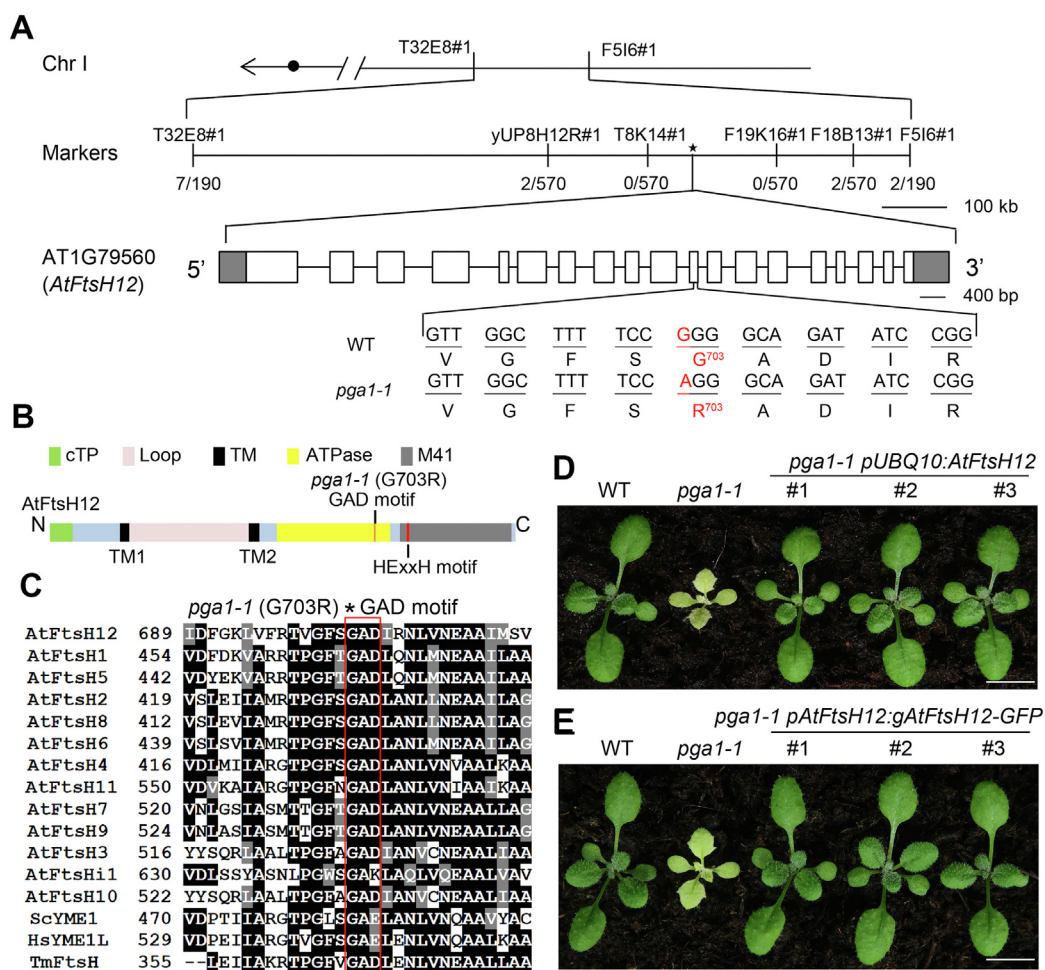 A
Chr I
T32E8#1 F5I6#1
Markers
T32E8#1 yUP8H12R#1 T8K14#1 ★ F19K16#1 F18B13#1 F5I6#1
7/190 2/570 0/570 0/570 2/570 2/190
100 kb
AT1G79560
(AtFtsH12)
5' 3'
400 bp
WT
GTT GGC TTT TCC GGG GCA GAT ATC CGG
V G F S G703 A D I R
pga1-1
GTT GGC TTT TCC AGG GCA GAT ATC CGG
V G F S R703 A D I R
B
cTP Loop TM ATPase M41
pga1-1 (G703R)
GAD motif
AtFtsH12
N C
TM1 TM2
HExxH motif
C
pga1-1 (G703R) * GAD motif
AtFtsH12 689 IDFGKLVFRTVGFSGADIRNLVNEAAIMSV
AtFtsH1 454 VDFDKVARRTPGFTGADLQNLMNEAAILAA
AtFtsH5 442 VDYEKVARRTPGFTGADLQNLMNEAAILAA
AtFtsH2 419 VSLEIIAMRTPGFSGADLANLLNEAAILAG
AtFtsH8 412 VSLEVIAMRTPGFSGADLANLLNEAAILAG
AtFtsH6 439 VSLSVIAMRTPGFSGADLANLMNEAAILAG
AtFtsH4 416 VDLMIIARGTPGFSGADLANLVNVAALKAA
AtFtsH11 550 VDVKAIARGTPGFNGADLANLVNIAAIKAA
AtFtsH7 520 VNLGSIASMTTGFTGADLANLVNEAALLAG
AtFtsH9 524 VNLASIASMTTGFTGADLANLVNEAALLAG
AtFtsH3 516 YYSQRLAALTPGFAGADIANVCNEAALIAA
AtFtsHi1 630 VDLSSYASNLPGWSGAKLAQLVQEAALVAV
AtFtsH10 522 YYSQRLAALTPGFAGADIANVCNEAALIAA
ScYME1 470 VDPTIIARGTPGLSGAELANLVNQAAVYAC
HsYME1L 529 VDPEIIARGTVGFSGAELENLVNQAALKAA
TmFtsH 355 --LEIIAKRTPGFVGADLENLVNEAALLAA
D
pga1-1 pUBQ10:AtFtsH12
WT pga1-1 #1 #2 #3
E
pga1-1 pAtFtsH12:gAtFtsH12-GFP
WT pga1-1 #1 #2 #3